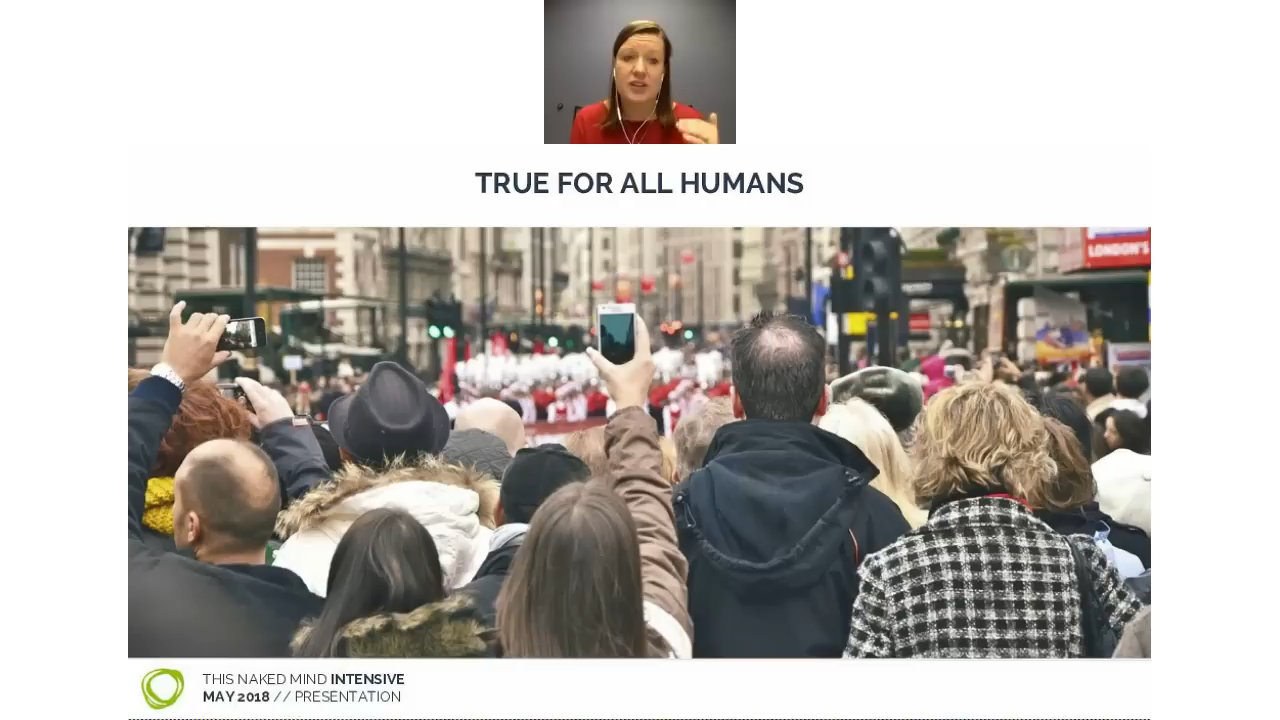 TRUE FOR ALL HUMANS
LONDON'S
THIS NAKED MIND INTENSIVE
MAY 2018 // PRESENTATION